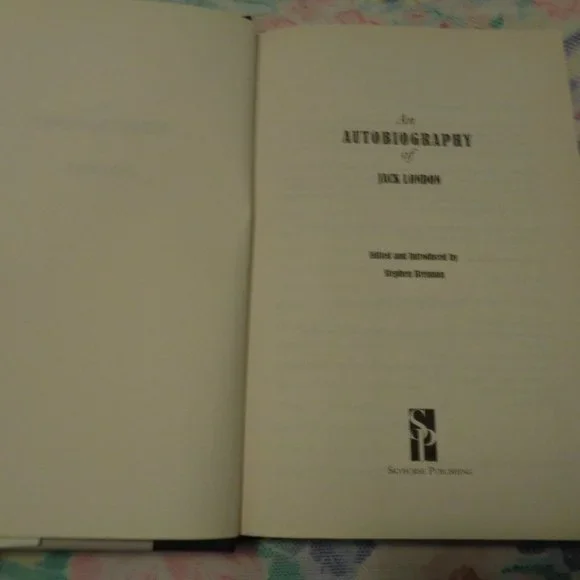 An
AUTOBIOGRAPHY
of
JACK LONDON
Edited and Introduced by
Stephen Brennan
SP
SKYHORSE PUBLISHING